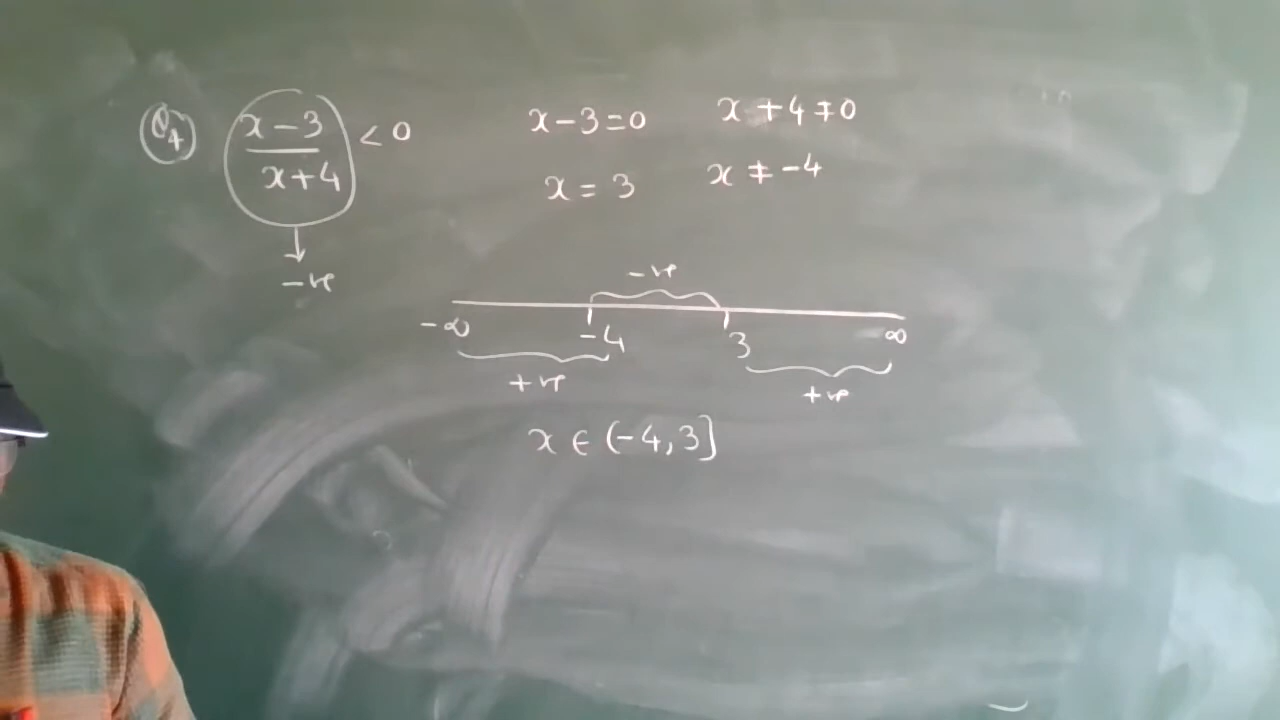 Q4 x-3/x+4 < 0
x-3=0 x+4≠0
x=3 x≠-4
-ve
-ve
-∞ -4 3 ∞
+ve +ve
x ∈ (-4,3]